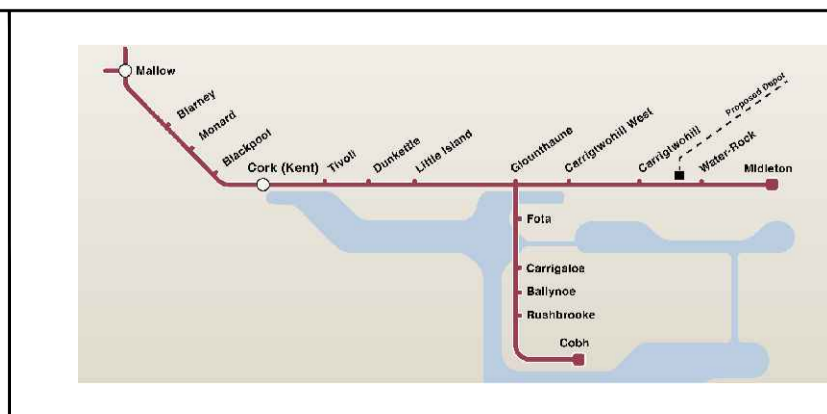 Mallow
Blarney
Monard
Blackpool
Cork (Kent)
Tivoli
Dunkettle
Little Island
Glounthaune
Carrigtwohill West
Carrigtwohill
Proposed Depot
Water-Rock
Midleton
Fota
Carrigaloe
Ballynoe
Rushbrooke
Cobh